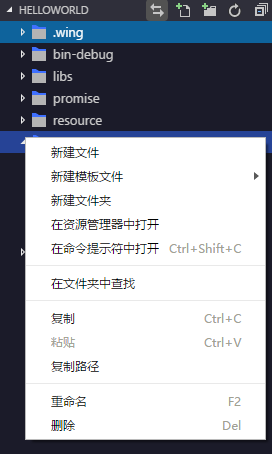 HELLOWORLD
.wing
bin-debug
libs
promise
resource
新建文件
新建模板文件
新建文件夹
在资源管理器中打开
在命令提示符中打开 Ctrl+Shift+C
在文件夹中查找
复制 Ctrl+C
粘贴 Ctrl+V
复制路径
重命名 F2
删除 Del